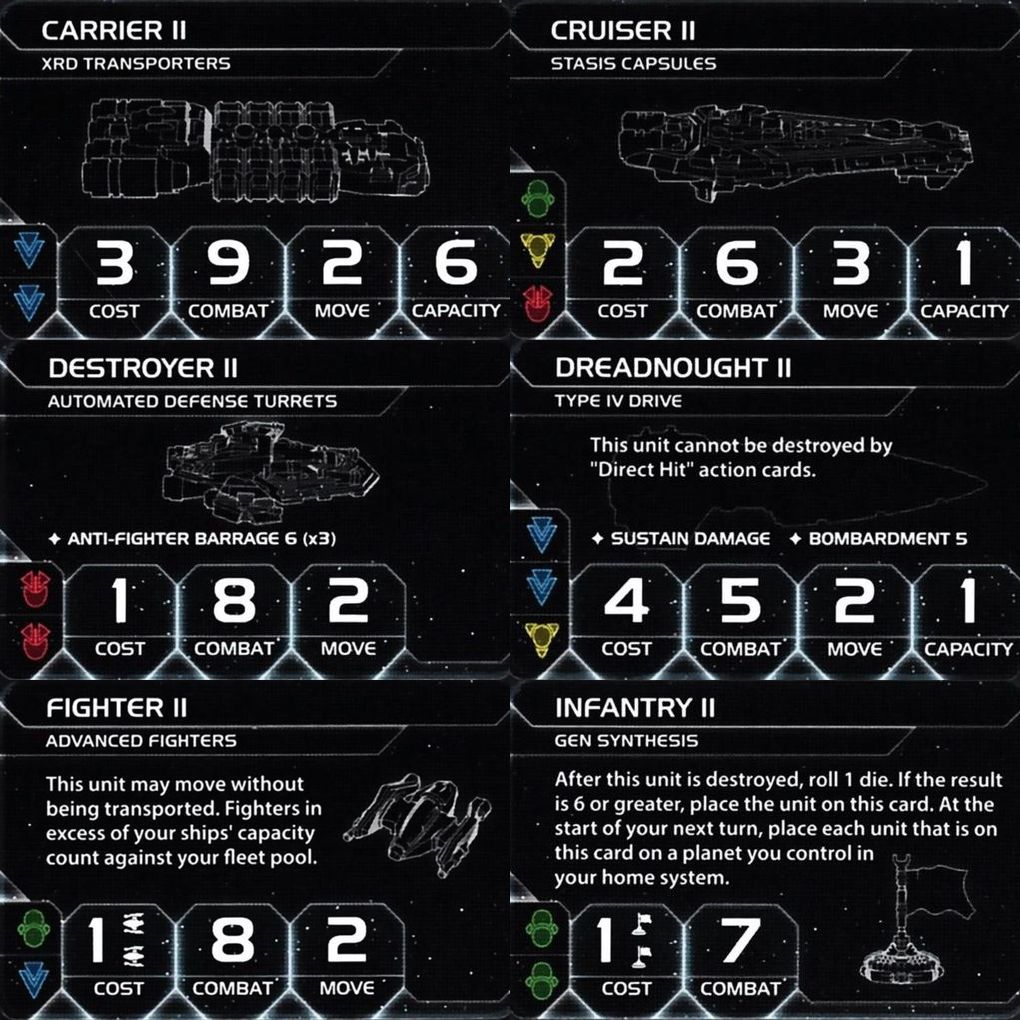 CARRIER II
XRD TRANSPORTERS
3 9 2 6
COST COMBAT MOVE CAPACITY
CRUISER II
STASIS CAPSULES
2 6 3 1
COST COMBAT MOVE CAPACITY
DESTROYER II
AUTOMATED DEFENSE TURRETS
✦ ANTI-FIGHTER BARRAGE 6 (x3)
1 8 2
COST COMBAT MOVE
DREADNOUGHT II
TYPE IV DRIVE
This unit cannot be destroyed by
"Direct Hit" action cards.
✦ SUSTAIN DAMAGE ✦ BOMBARDMENT 5
4 5 2 1
COST COMBAT MOVE CAPACITY
FIGHTER II
ADVANCED FIGHTERS
This unit may move without
being transported. Fighters in
excess of your ships' capacity
count against your fleet pool.
1 8 2
COST COMBAT MOVE
INFANTRY II
GEN SYNTHESIS
After this unit is destroyed, roll 1 die. If the result
is 6 or greater, place the unit on this card. At the
start of your next turn, place each unit that is on
this card on a planet you control in
your home system.
1 7
COST COMBAT